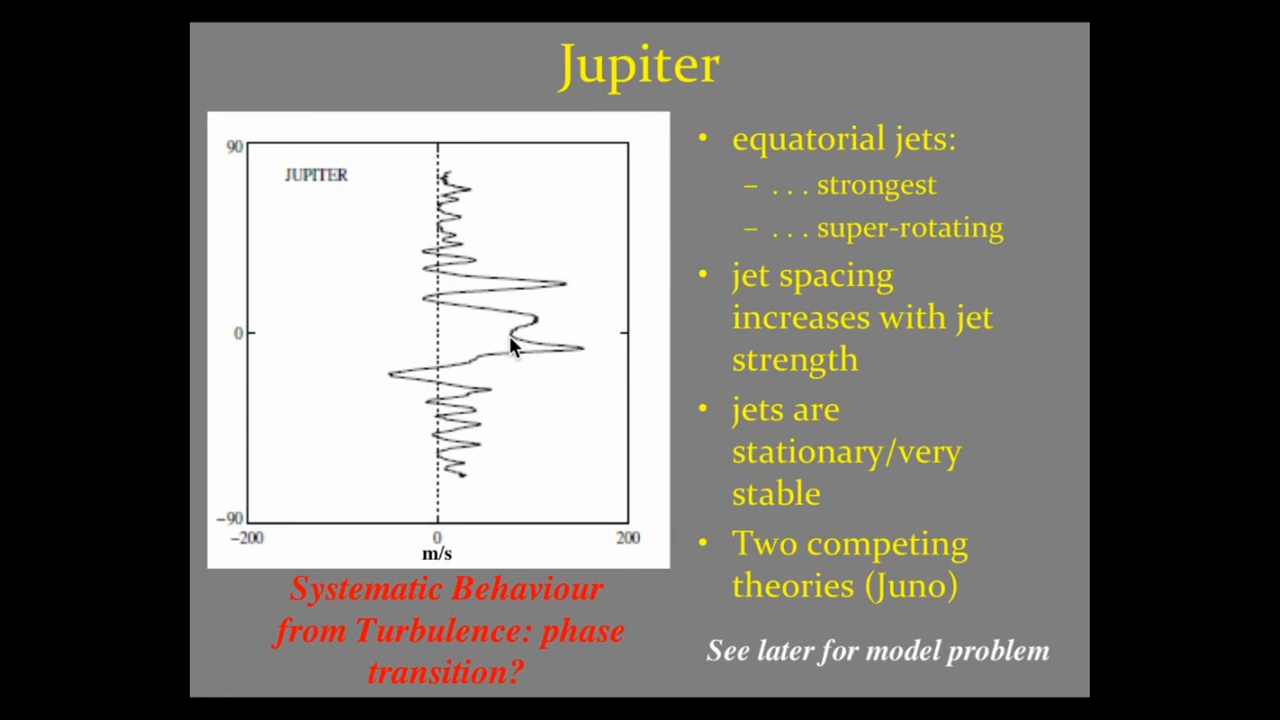 Jupiter
90
JUPITER
0
−90
−200
0
200
m/s
Systematic Behaviour
from Turbulence: phase
transition?
• equatorial jets:
– . . . strongest
– . . . super-rotating
• jet spacing
increases with jet
strength
• jets are
stationary/very
stable
• Two competing
theories (Juno)
See later for model problem